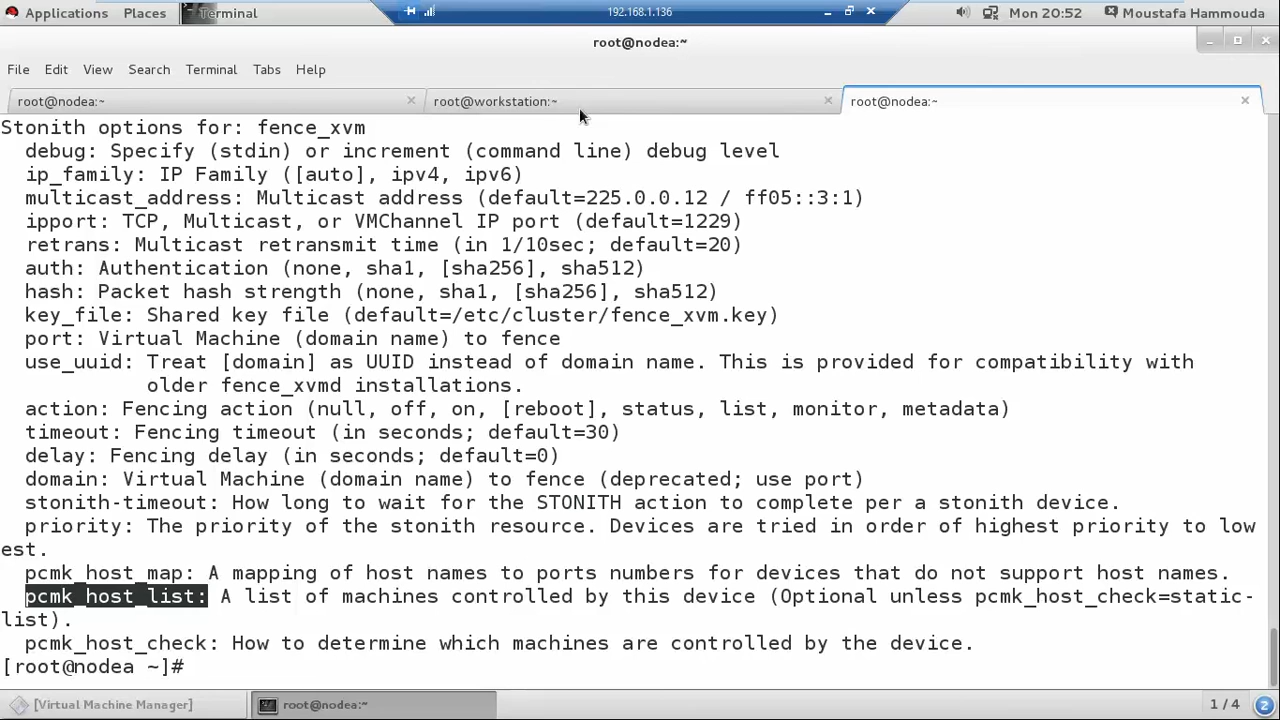 Applications Places Terminal 192.168.1.136 Mon 20:52 Moustafa Hammouda
root@nodea:~
File Edit View Search Terminal Tabs Help
root@nodea:~ root@workstation:~ root@nodea:~
Stonith options for: fence_xvm
debug: Specify (stdin) or increment (command line) debug level
ip_family: IP Family ([auto], ipv4, ipv6)
multicast_address: Multicast address (default=225.0.0.12 / ff05::3:1)
ipport: TCP, Multicast, or VMChannel IP port (default=1229)
retrans: Multicast retransmit time (in 1/10sec; default=20)
auth: Authentication (none, sha1, [sha256], sha512)
hash: Packet hash strength (none, sha1, [sha256], sha512)
key_file: Shared key file (default=/etc/cluster/fence_xvm.key)
port: Virtual Machine (domain name) to fence
use_uuid: Treat [domain] as UUID instead of domain name. This is provided for compatibility with
older fence_xvmd installations.
action: Fencing action (null, off, on, [reboot], status, list, monitor, metadata)
timeout: Fencing timeout (in seconds; default=30)
delay: Fencing delay (in seconds; default=0)
domain: Virtual Machine (domain name) to fence (deprecated; use port)
stonith-timeout: How long to wait for the STONITH action to complete per a stonith device.
priority: The priority of the stonith resource. Devices are tried in order of highest priority to low
est.
pcmk_host_map: A mapping of host names to ports numbers for devices that do not support host names.
pcmk_host_list: A list of machines controlled by this device (Optional unless pcmk_host_check=static-
list).
pcmk_host_check: How to determine which machines are controlled by the device.
[root@nodea ~]#
[Virtual Machine Manager] root@nodea:~ 1 / 4 2